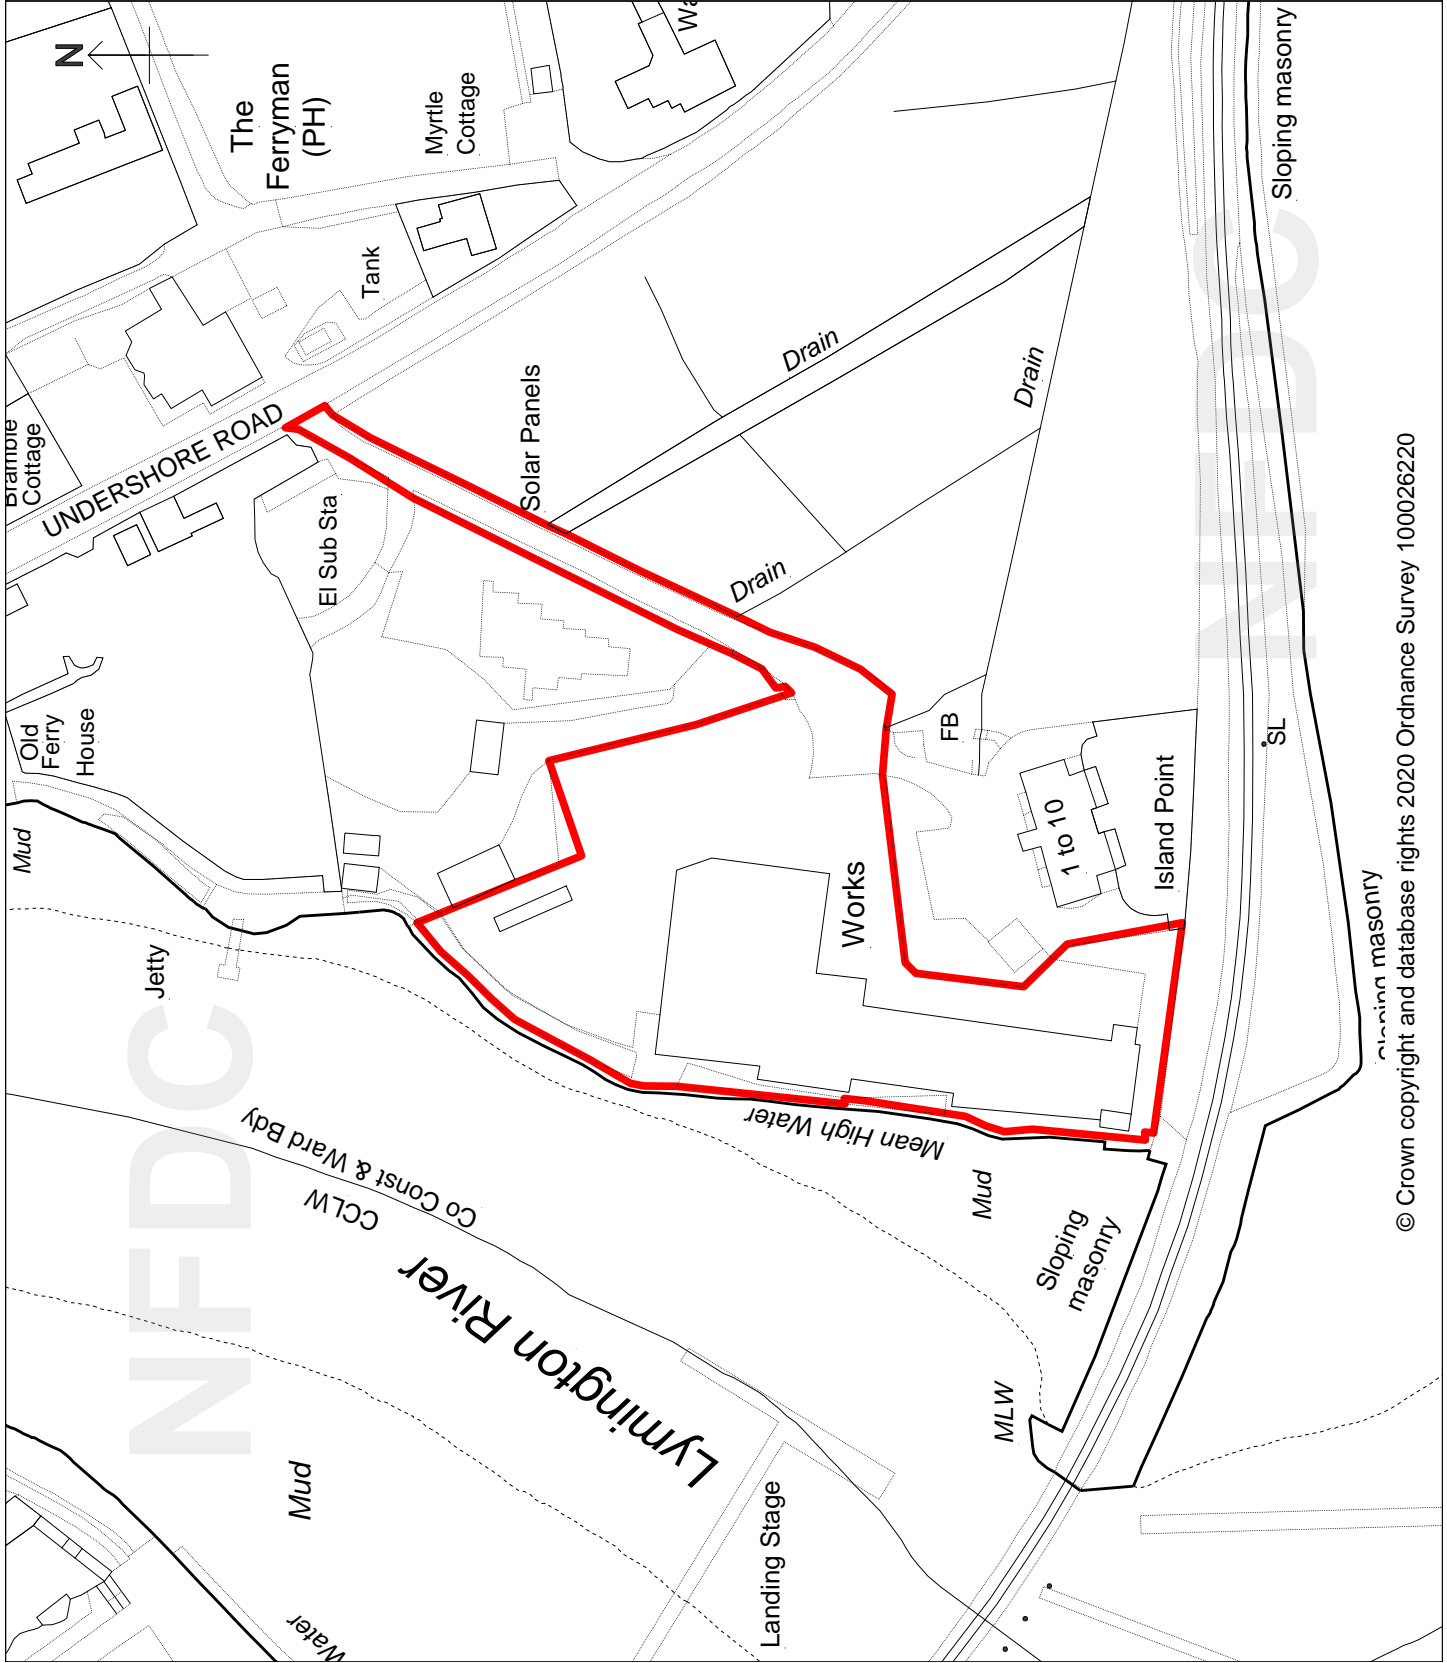 N
The
Ferryman
(PH)
Myrtle
Cottage
Wa
Sloping masonry
Tank
Bramble
Cottage
UNDERSHORE ROAD
El Sub Sta
Solar Panels
Drain
Drain
Drain
Old
Ferry
House
Mud
Jetty
FB
1 to 10
Island Point
SL
Works
NFDC
NFDC
Mean High Water
Co Const & Ward Bdy
CCLW
Lymington River
Mud
Sloping
masonry
MLW
Mud
Landing Stage
Water
Sloping masonry
© Crown copyright and database rights 2020 Ordnance Survey 100026220